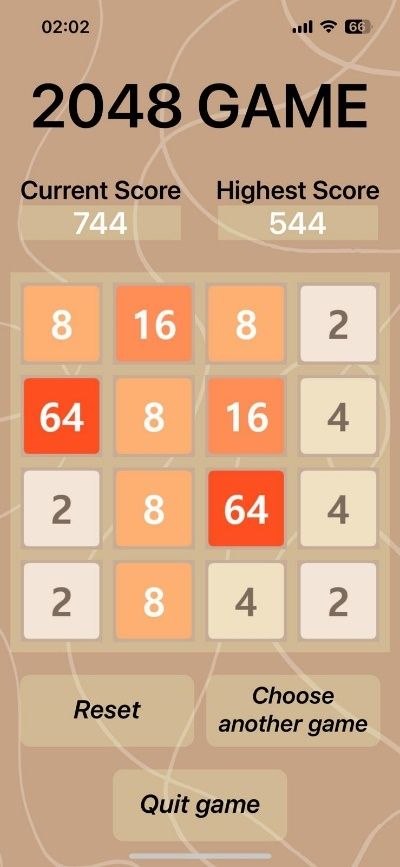 02:02
66
2048 GAME
Current Score
Highest Score
744
544
8 16 8 2
64 8 16 4
2 8 64 4
2 8 4 2
Reset
Choose
another game
Quit game